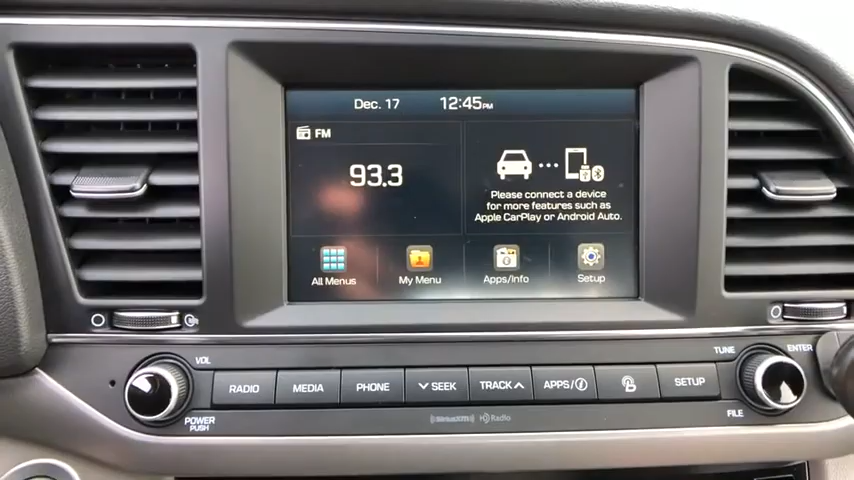 Dec. 17 12:45PM
FM
93.3
Please connect a device
for more features such as
Apple CarPlay or Android Auto.
All Menus My Menu Apps/Info Setup
VOL TUNE ENTER
RADIO MEDIA PHONE SEEK TRACK APPS/i SETUP
POWER
PUSH
FILE
SiriusXM HD Radio